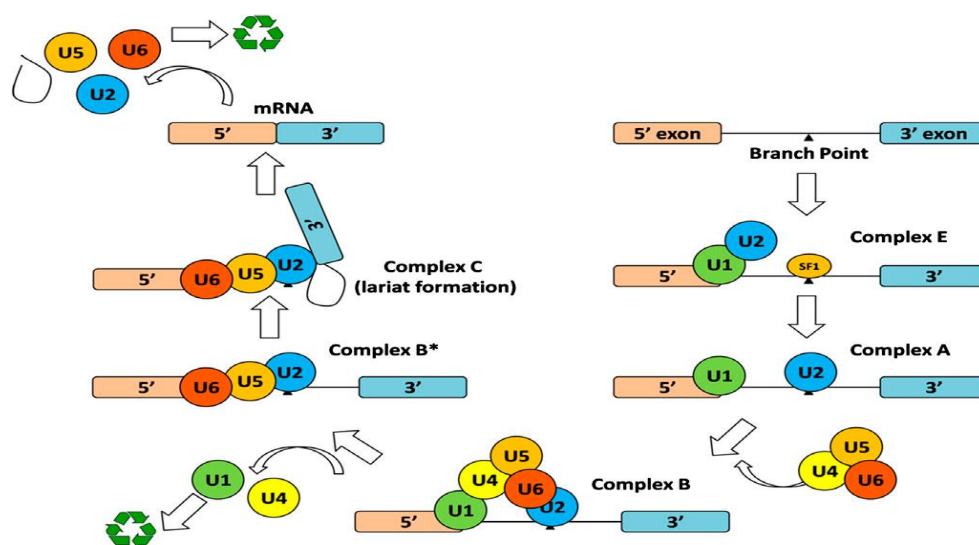 U5
U6
U2
mRNA
5’ 3’
5’ exon
3’ exon
Branch Point
Complex E
U2
U1
SF1
5’
3’
3’
U2
U5
U6
5’
Complex C
(lariat formation)
Complex A
U1
U2
5’
3’
Complex B*
U2
U5
U6
5’
3’
U5
U4
U6
U1
U4
U5
U4
U6
U2
U1
Complex B
5’
3’